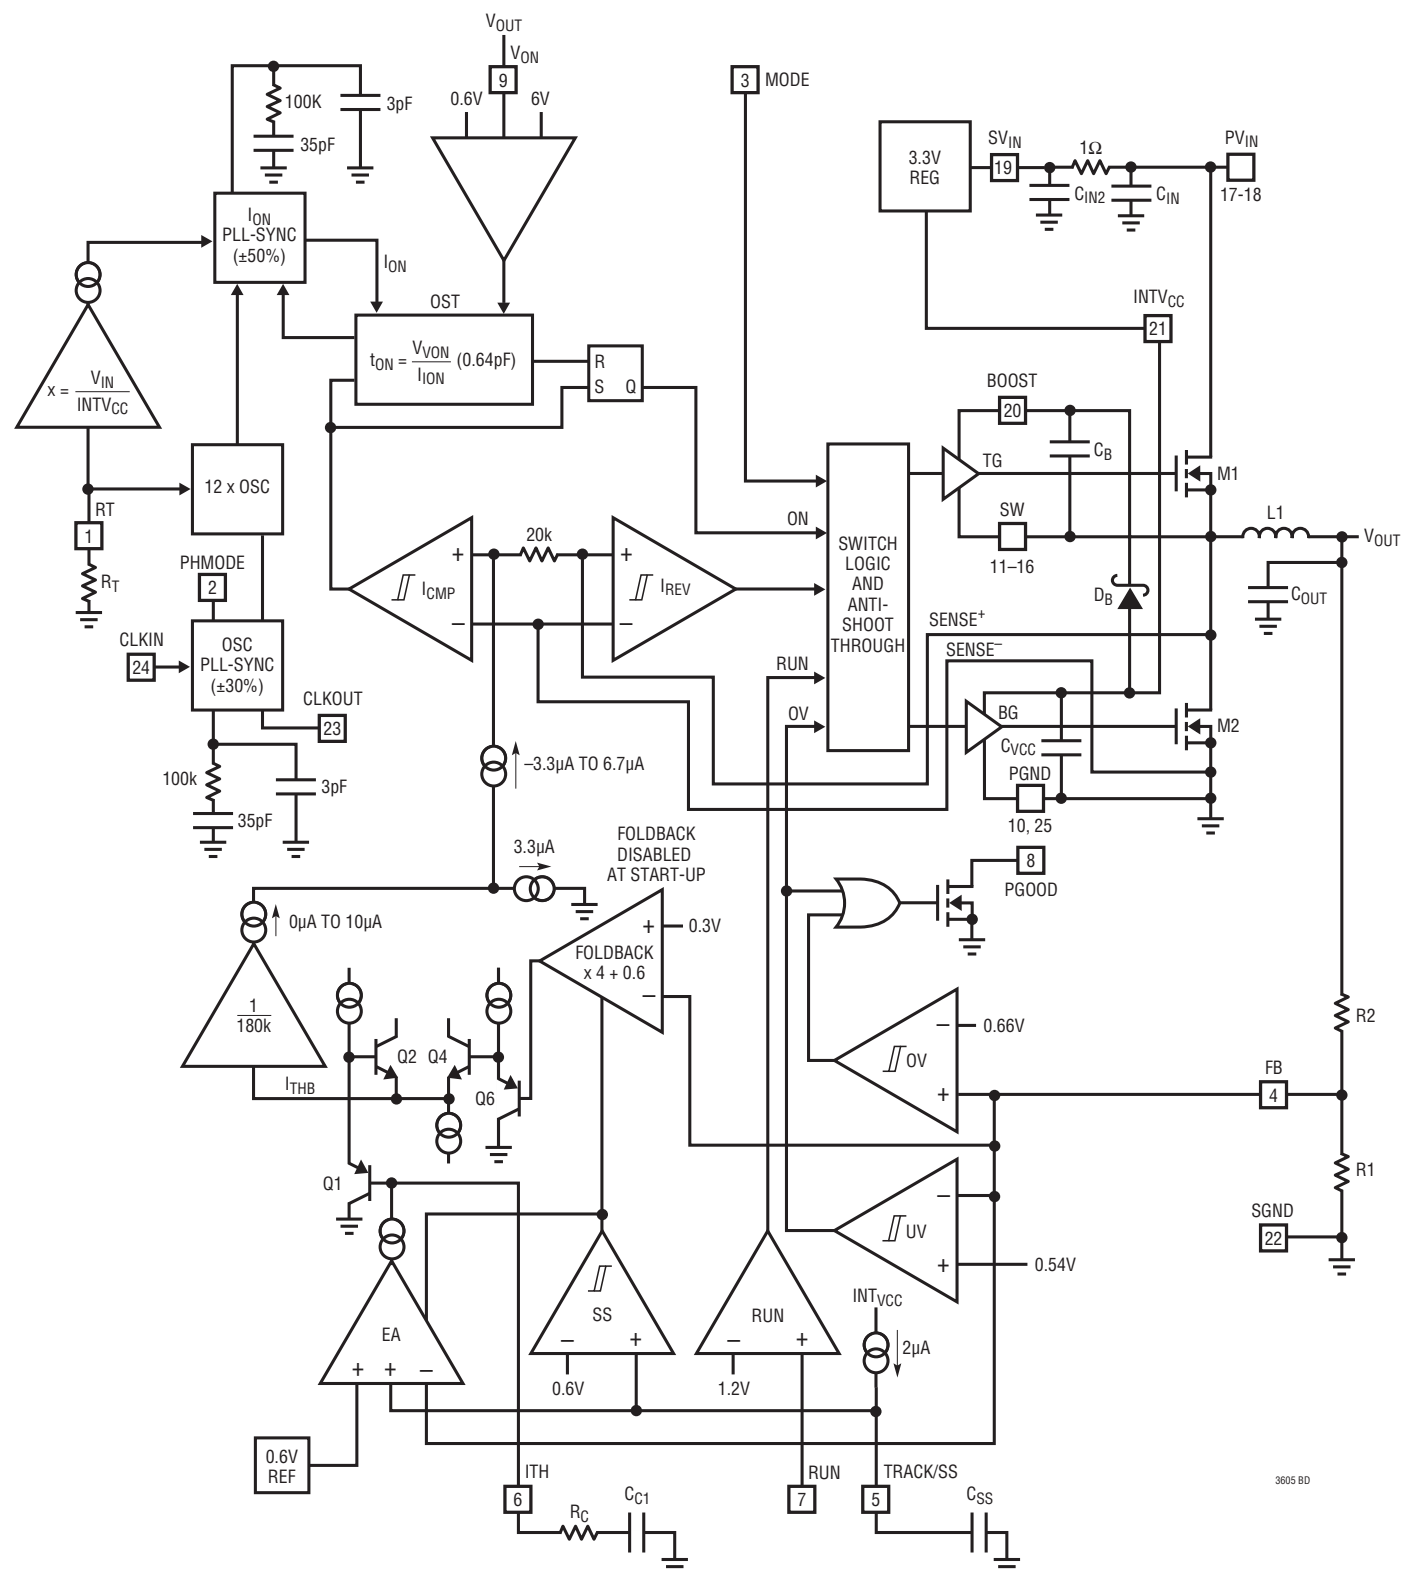 VOUT
VON
9
0.6V
6V
3
MODE
100K
3pF
35pF
3.3V
REG
SVIN
19
1Ω
PVIN
CIN2
CIN
17-18
ION
PLL-SYNC
(±50%)
ION
OST
INTVCC
21
tON = VVON/IION (0.64pF)
R
S
Q
x = VIN/INTVCC
BOOST
20
CB
TG
M1
12 x OSC
RT
1
RT
SW
11–16
L1
VOUT
20k
+
–
ICMP
+
–
IREV
ON
SWITCH
LOGIC
AND
ANTI-
SHOOT
THROUGH
DB
COUT
PHMODE
2
CLKIN
24
OSC
PLL-SYNC
(±30%)
CLKOUT
23
SENSE+
SENSE–
RUN
OV
BG
M2
CVCC
PGND
10, 25
–3.3µA TO 6.7µA
100k
3pF
35pF
3.3µA
FOLDBACK
DISABLED
AT START-UP
8
PGOOD
0µA TO 10µA
+
0.3V
FOLDBACK
x 4 + 0.6
–
1
180k
–
0.66V
R2
Q2
Q4
OV
ITHB
Q6
+
FB
4
Q1
–
UV
R1
SGND
22
+
0.54V
INTVCC
SS
RUN
EA
2µA
–
+
–
+
+
+
–
0.6V
1.2V
0.6V
REF
ITH
6
RC
CC1
RUN
7
TRACK/SS
5
CSS
3605 BD